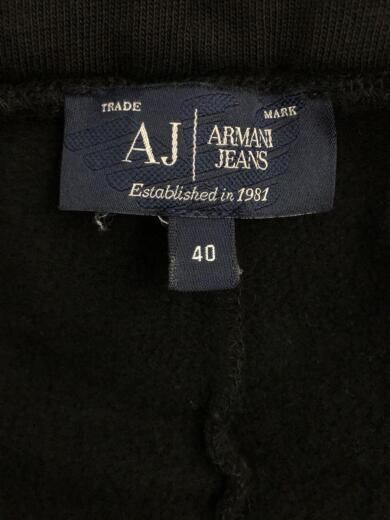 TRADE MARK
AJ ARMANI
JEANS
Established in 1981
40